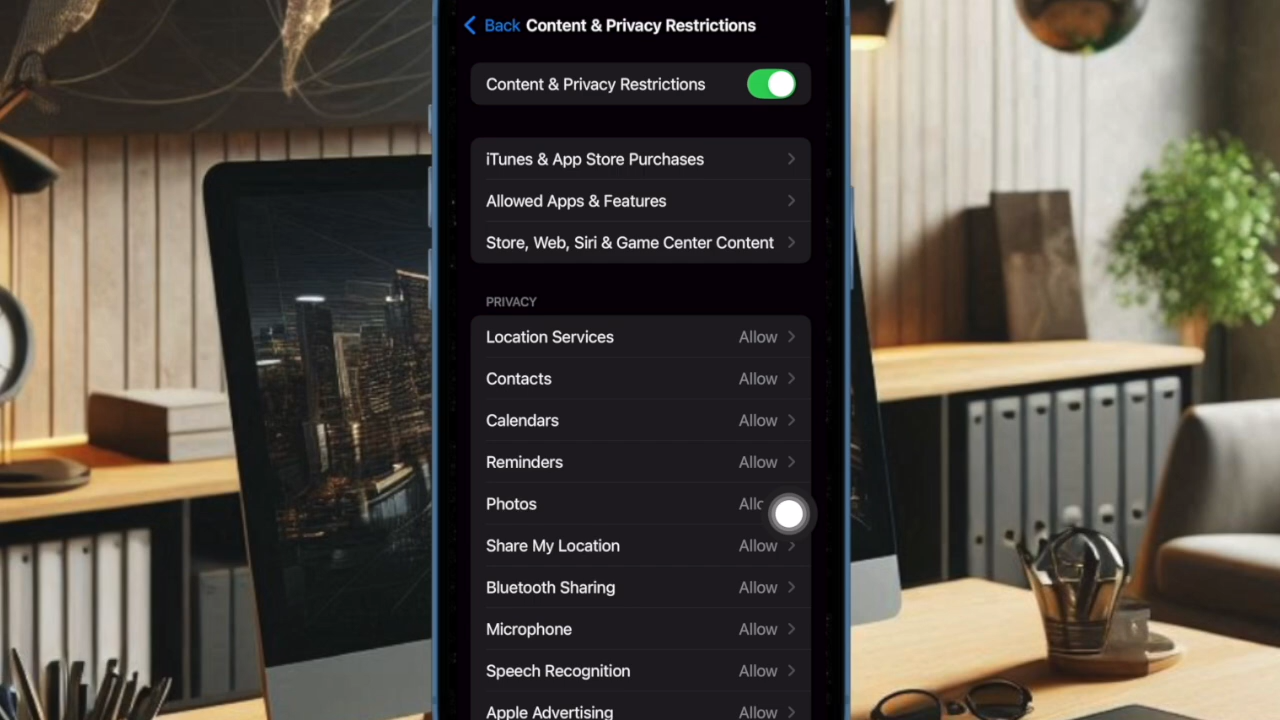 Back Content & Privacy Restrictions
Content & Privacy Restrictions
iTunes & App Store Purchases
Allowed Apps & Features
Store, Web, Siri & Game Center Content
PRIVACY
Location Services Allow
Contacts Allow
Calendars Allow
Reminders Allow
Photos
Share My Location Allow
Bluetooth Sharing Allow
Microphone Allow
Speech Recognition Allow
Apple Advertising Allow